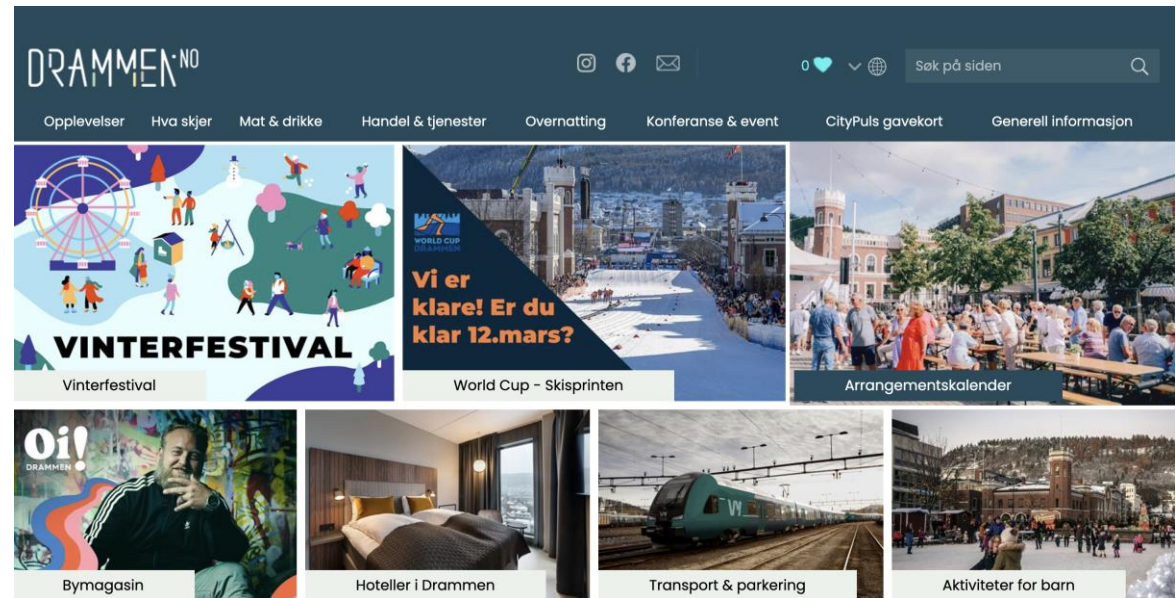 DRAMMEN.NO
0
Søk på siden
Opplevelser Hva skjer Mat & drikke Handel & tjenester Overnatting Konferanse & event CityPuls gavekort Generell informasjon
WORLD CUP
DRAMMEN
Vi er
klare! Er du
klar 12.mars?
VINTERFESTIVAL
Vinterfestival
World Cup - Skisprinten
Arrangementskalender
Oi!
DRAMMEN
VY
Bymagasin
Hoteller i Drammen
Transport & parkering
Aktiviteter for barn